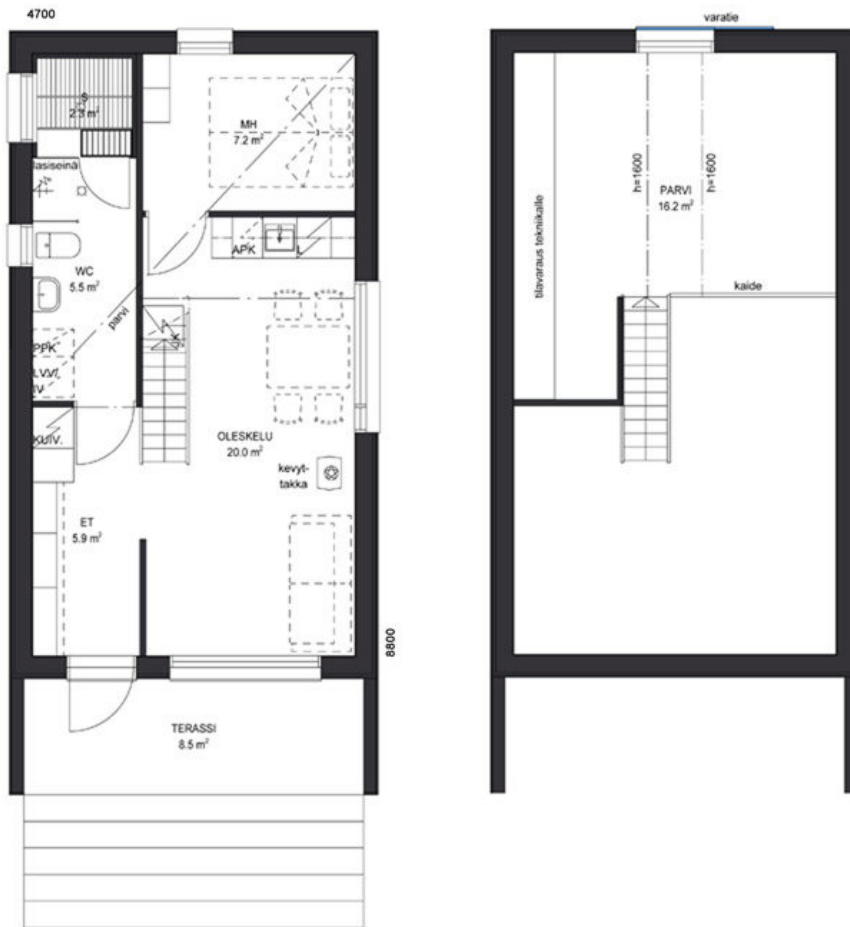 4700
S
2.3 m²
lasiseinä
MH
7.2 m²
APK
L
WC
5.5 m²
parvi
PPK
LVV/
IV
JK
KUIV.
OLESKELU
20.0 m²
kevyt-
takka
ET
5.9 m²
8800
TERASSI
8.5 m²
varatie
tilavaraus tekniikalle
h=1600
PARVI
16.2 m²
h=1600
kaide